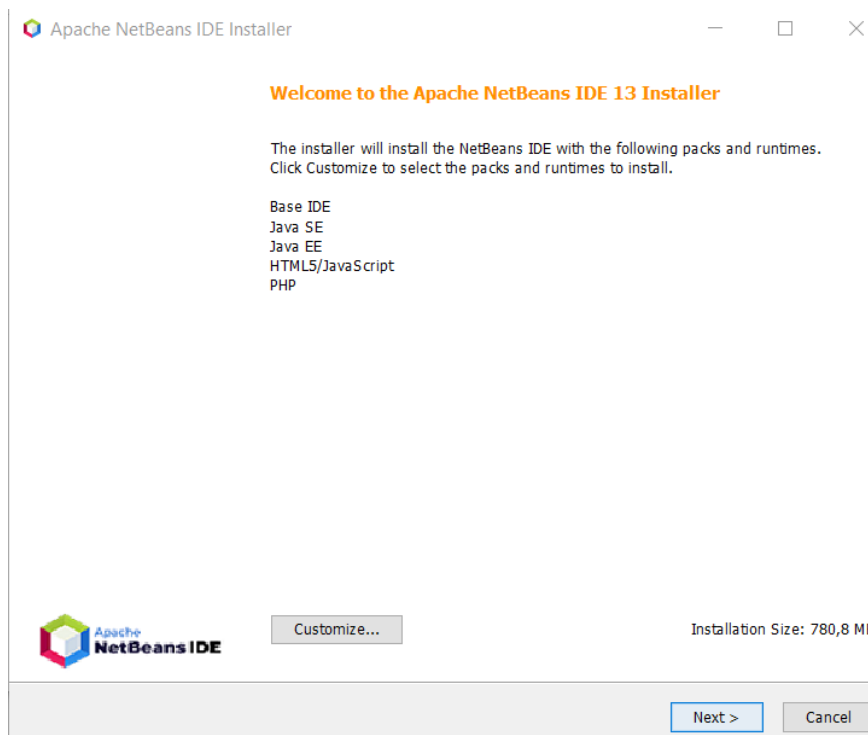 Apache NetBeans IDE Installer
Welcome to the Apache NetBeans IDE 13 Installer
The installer will install the NetBeans IDE with the following packs and runtimes.
Click Customize to select the packs and runtimes to install.
Base IDE
Java SE
Java EE
HTML5/JavaScript
PHP
Apache
NetBeans IDE
Customize...
Installation Size: 780,8 M
Next >
Cancel